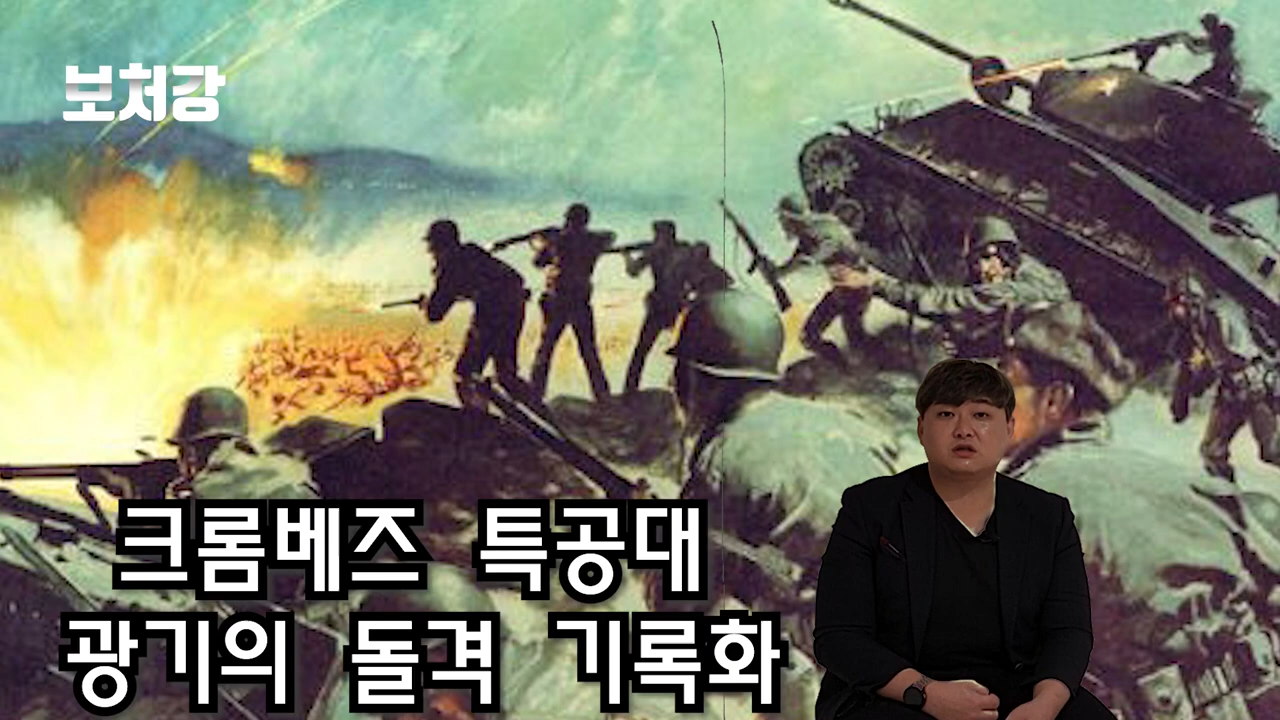 보처강
크롬베즈 특공대
광기의 돌격 기록화